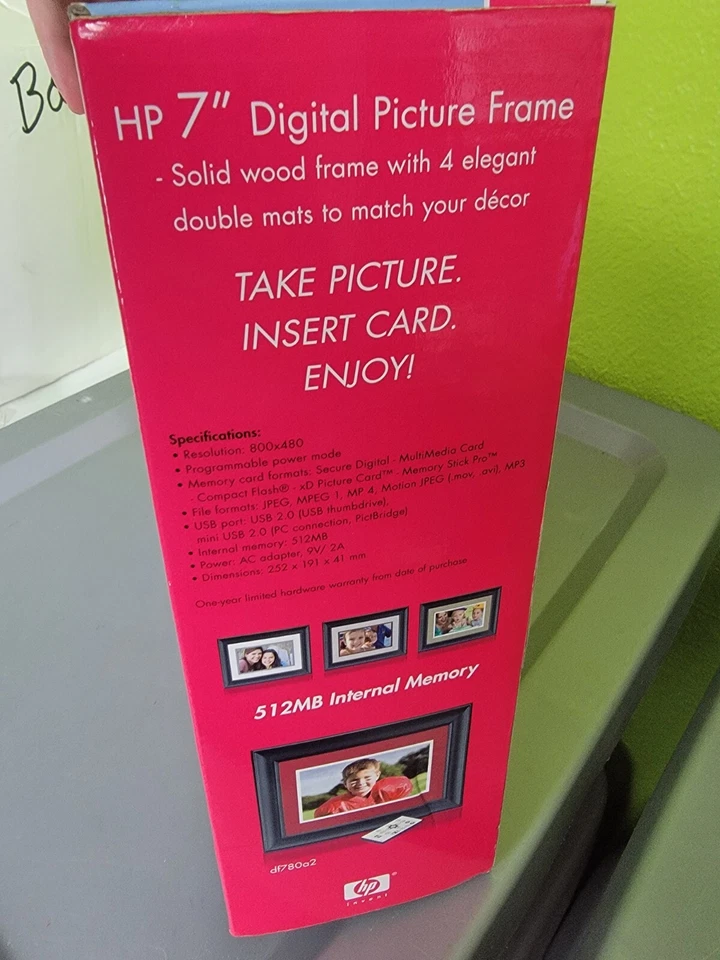 Ba
HP 7" Digital Picture Frame
- Solid wood frame with 4 elegant
double mats to match your décor
TAKE PICTURE.
INSERT CARD.
ENJOY!
Specifications:
• Resolution: 800x480
• Programmable power mode
• Memory card formats: Secure Digital - MultiMedia Card
- Compact Flash® - xD Picture Card™ - Memory Stick Pro™
• File formats: JPEG, MPEG 1, MP 4, Motion JPEG (.mov, .avi), MP3
• USB port: USB 2.0 (USB thumbdrive),
mini USB 2.0 (PC connection, PictBridge)
• Internal memory: 512MB
• Power: AC adapter, 9V/ 2A
• Dimensions: 252 x 191 x 41 mm
One-year limited hardware warranty from date of purchase
512MB Internal Memory
df780a2
hp®
invent